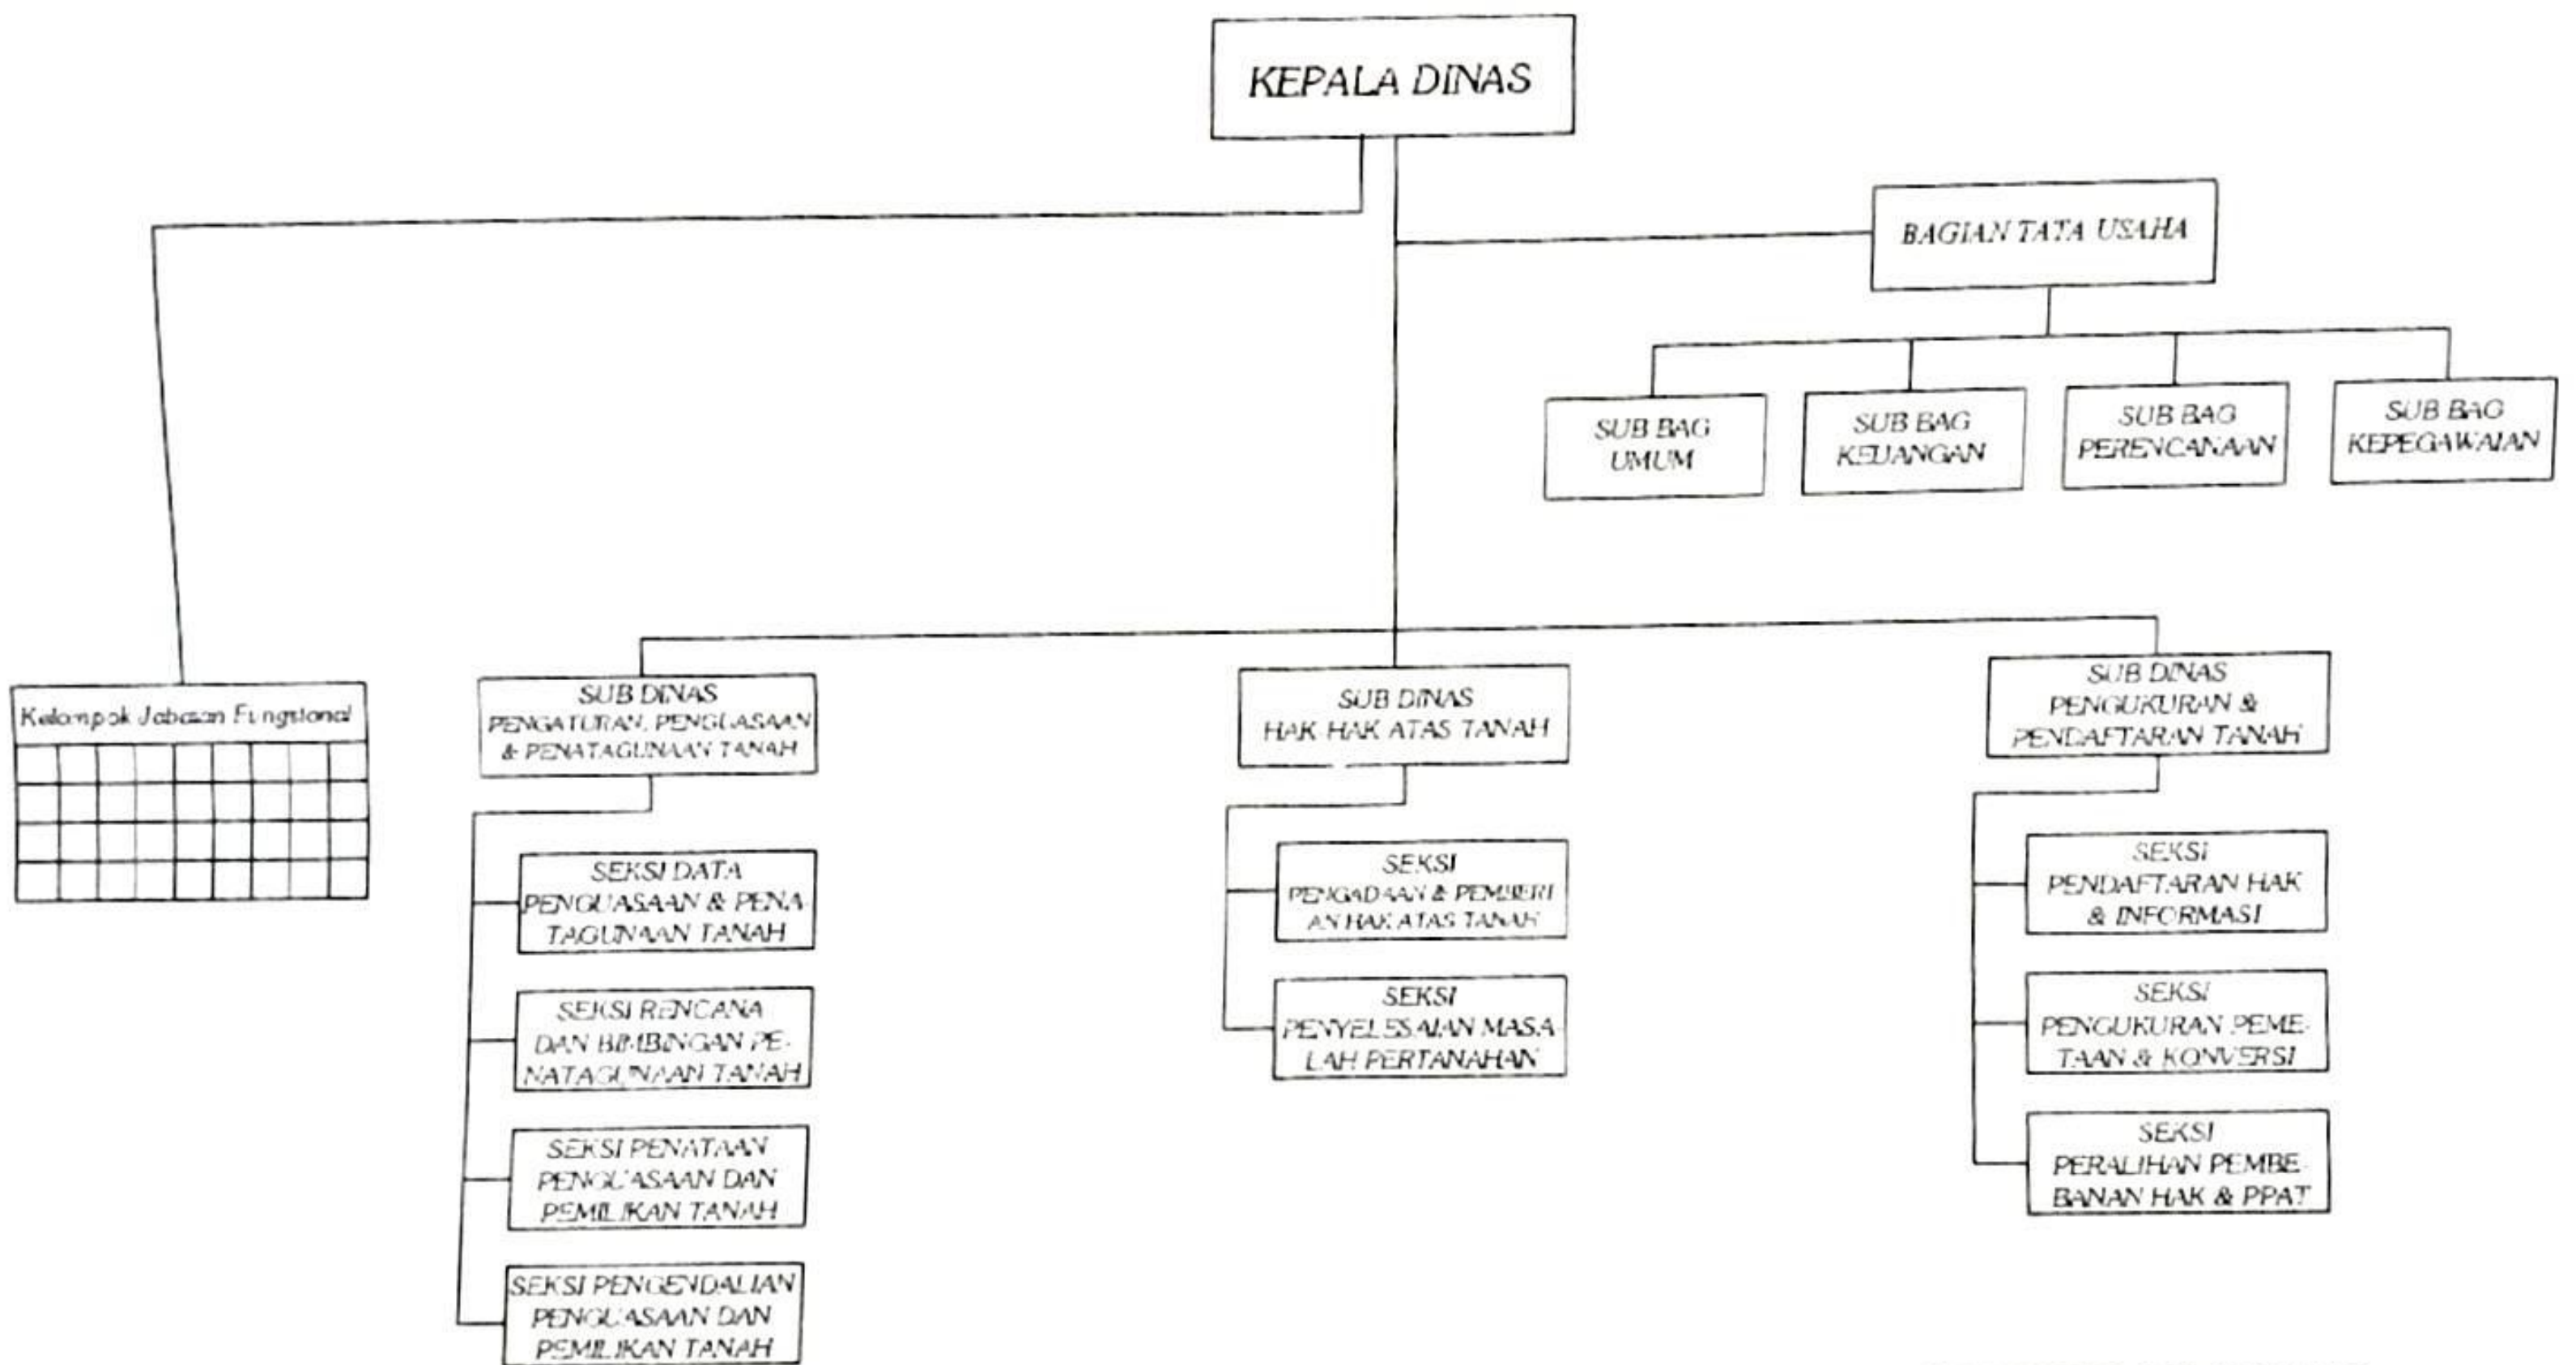 KEPALA DINAS
BAGIAN TATA USAHA
SUB BAG
UMUM
SUB BAG
KEUANGAN
SUB BAG
PERENCANAAN
SUB BAG
KEPEGAWAIAN
Kelompok Jabatan Fungsional
SUB DINAS
PENGATURAN, PENGUASAAN
& PENATAGUNAAN TANAH
SEKSI DATA
PENGUASAAN & PENA
TAGUNAAN TANAH
SEKSI RENCANA
DAN BIMBINGAN PE-
NATAGUNAAN TANAH
SEKSI PENATAAN
PENGUASAAN DAN
PEMILIKAN TANAH
SEKSI PENGENDALIAN
PENGUASAAN DAN
PEMILIKAN TANAH
SUB DINAS
HAK-HAK ATAS TANAH
SEKSI
PENGADAAN & PEMBERI
AN HAK ATAS TANAH
SEKSI
PENYELESAIAN MASA
LAH PERTANAHAN
SUB DINAS
PENGUKURAN &
PENDAFTARAN TANAH
SEKSI
PENDAFTARAN HAK
& INFORMASI
SEKSI
PENGUKURAN PEME-
TAAN & KONVERSI
SEKSI
PERALIHAN PEMBE-
BANAN HAK & PPAT